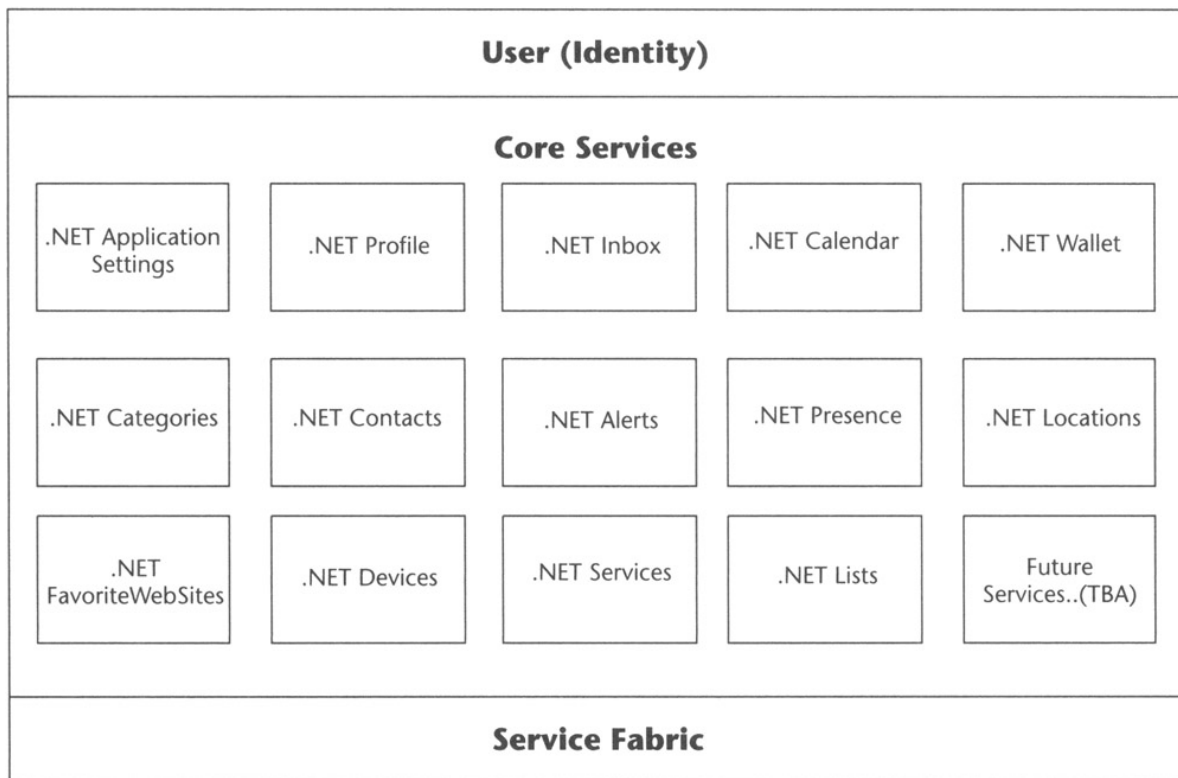 User (Identity)
Core Services
.NET Application
Settings
.NET Profile
.NET Inbox
.NET Calendar
.NET Wallet
.NET Categories
.NET Contacts
.NET Alerts
.NET Presence
.NET Locations
.NET
FavoriteWebSites
.NET Devices
.NET Services
.NET Lists
Future
Services..(TBA)
Service Fabric